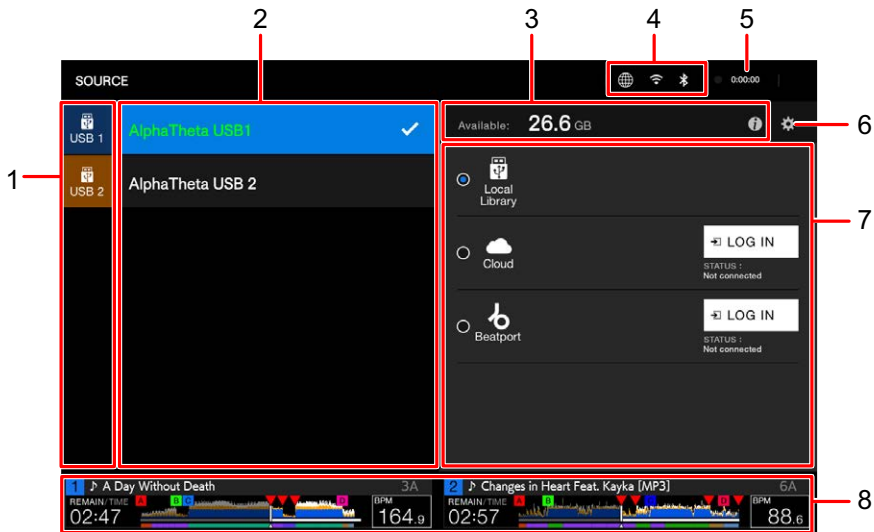 2
3
4
5
SOURCE
0:00:00
1
USB 1
USB 2
AlphaTheta USB1
AlphaTheta USB 2
Available: 26.6 GB
6
Local
Library
7
Cloud
LOG IN
STATUS :
Not connected
Beatport
LOG IN
STATUS :
Not connected
1 A Day Without Death 3A
REMAIN/TIME A B C D BPM
02:47 164.9
2 Changes in Heart Feat. Kayka [MP3] 6A
REMAIN/TIME A B D BPM
02:57 88.6
8